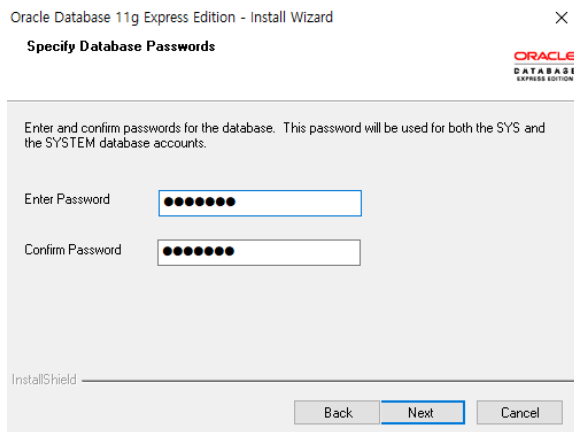 Oracle Database 11g Express Edition - Install Wizard
Specify Database Passwords
ORACLE
DATABASE
EXPRESS EDITION
Enter and confirm passwords for the database.  This password will be used for both the SYS and
the SYSTEM database accounts.
Enter Password
●●●●●●●
Confirm Password
●●●●●●●
InstallShield
Back
Next
Cancel